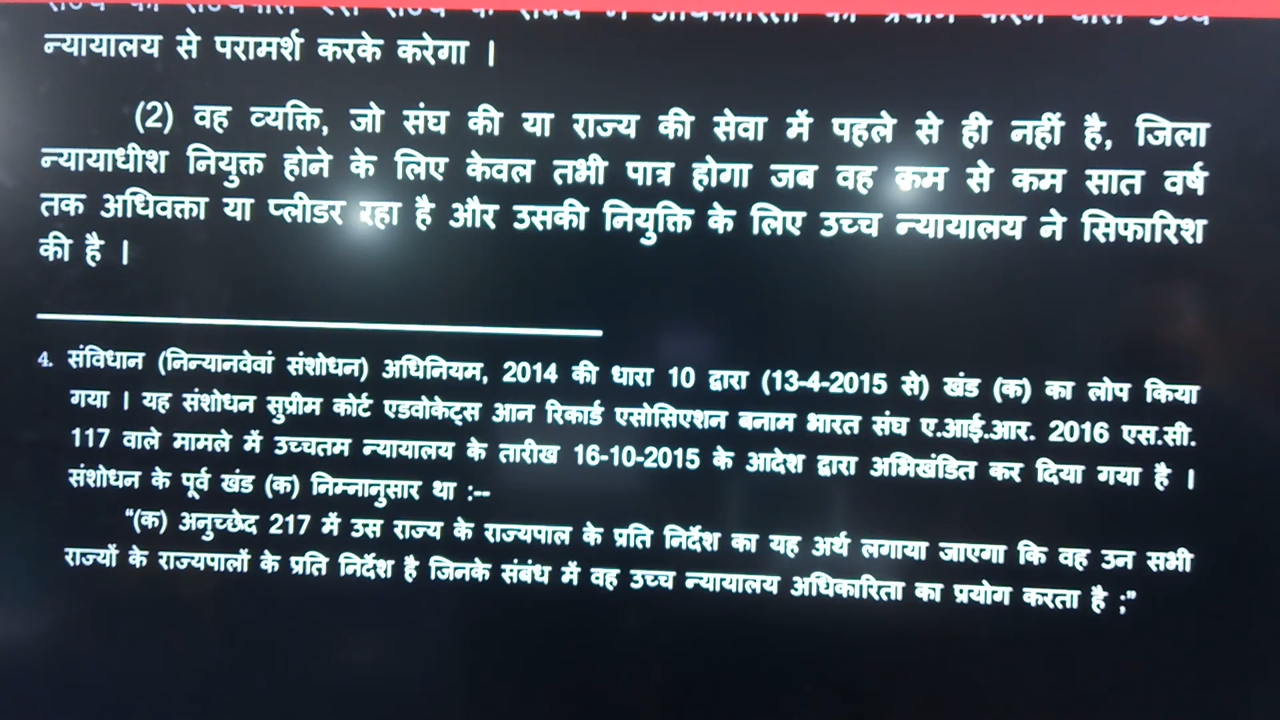 न्यायालय से परामर्श करके करेगा ।
(2) वह व्यक्ति, जो संघ की या राज्य की सेवा में पहले से ही नहीं है, जिला
न्यायाधीश नियुक्त होने के लिए केवल तभी पात्र होगा जब वह कम से कम सात वर्ष
तक अधिवक्ता या प्लीडर रहा है और उसकी नियुक्ति के लिए उच्च न्यायालय ने सिफारिश
की है ।
4. संविधान (निन्यानवेवां संशोधन) अधिनियम, 2014 की धारा 10 द्वारा (13-4-2015 से) खंड (क) का लोप किया
गया । यह संशोधन सुप्रीम कोर्ट एडवोकेट्स आन रिकार्ड एसोसिएशन बनाम भारत संघ ए.आई.आर. 2016 एस.सी.
117 वाले मामले में उच्चतम न्यायालय के तारीख 16-10-2015 के आदेश द्वारा अभिखंडित कर दिया गया है ।
संशोधन के पूर्व खंड (क) निम्नानुसार था :--
"(क) अनुच्छेद 217 में उस राज्य के राज्यपाल के प्रति निर्देश का यह अर्थ लगाया जाएगा कि वह उन सभी
राज्यों के राज्यपालों के प्रति निर्देश है जिनके संबंध में वह उच्च न्यायालय अधिकारिता का प्रयोग करता है ;"